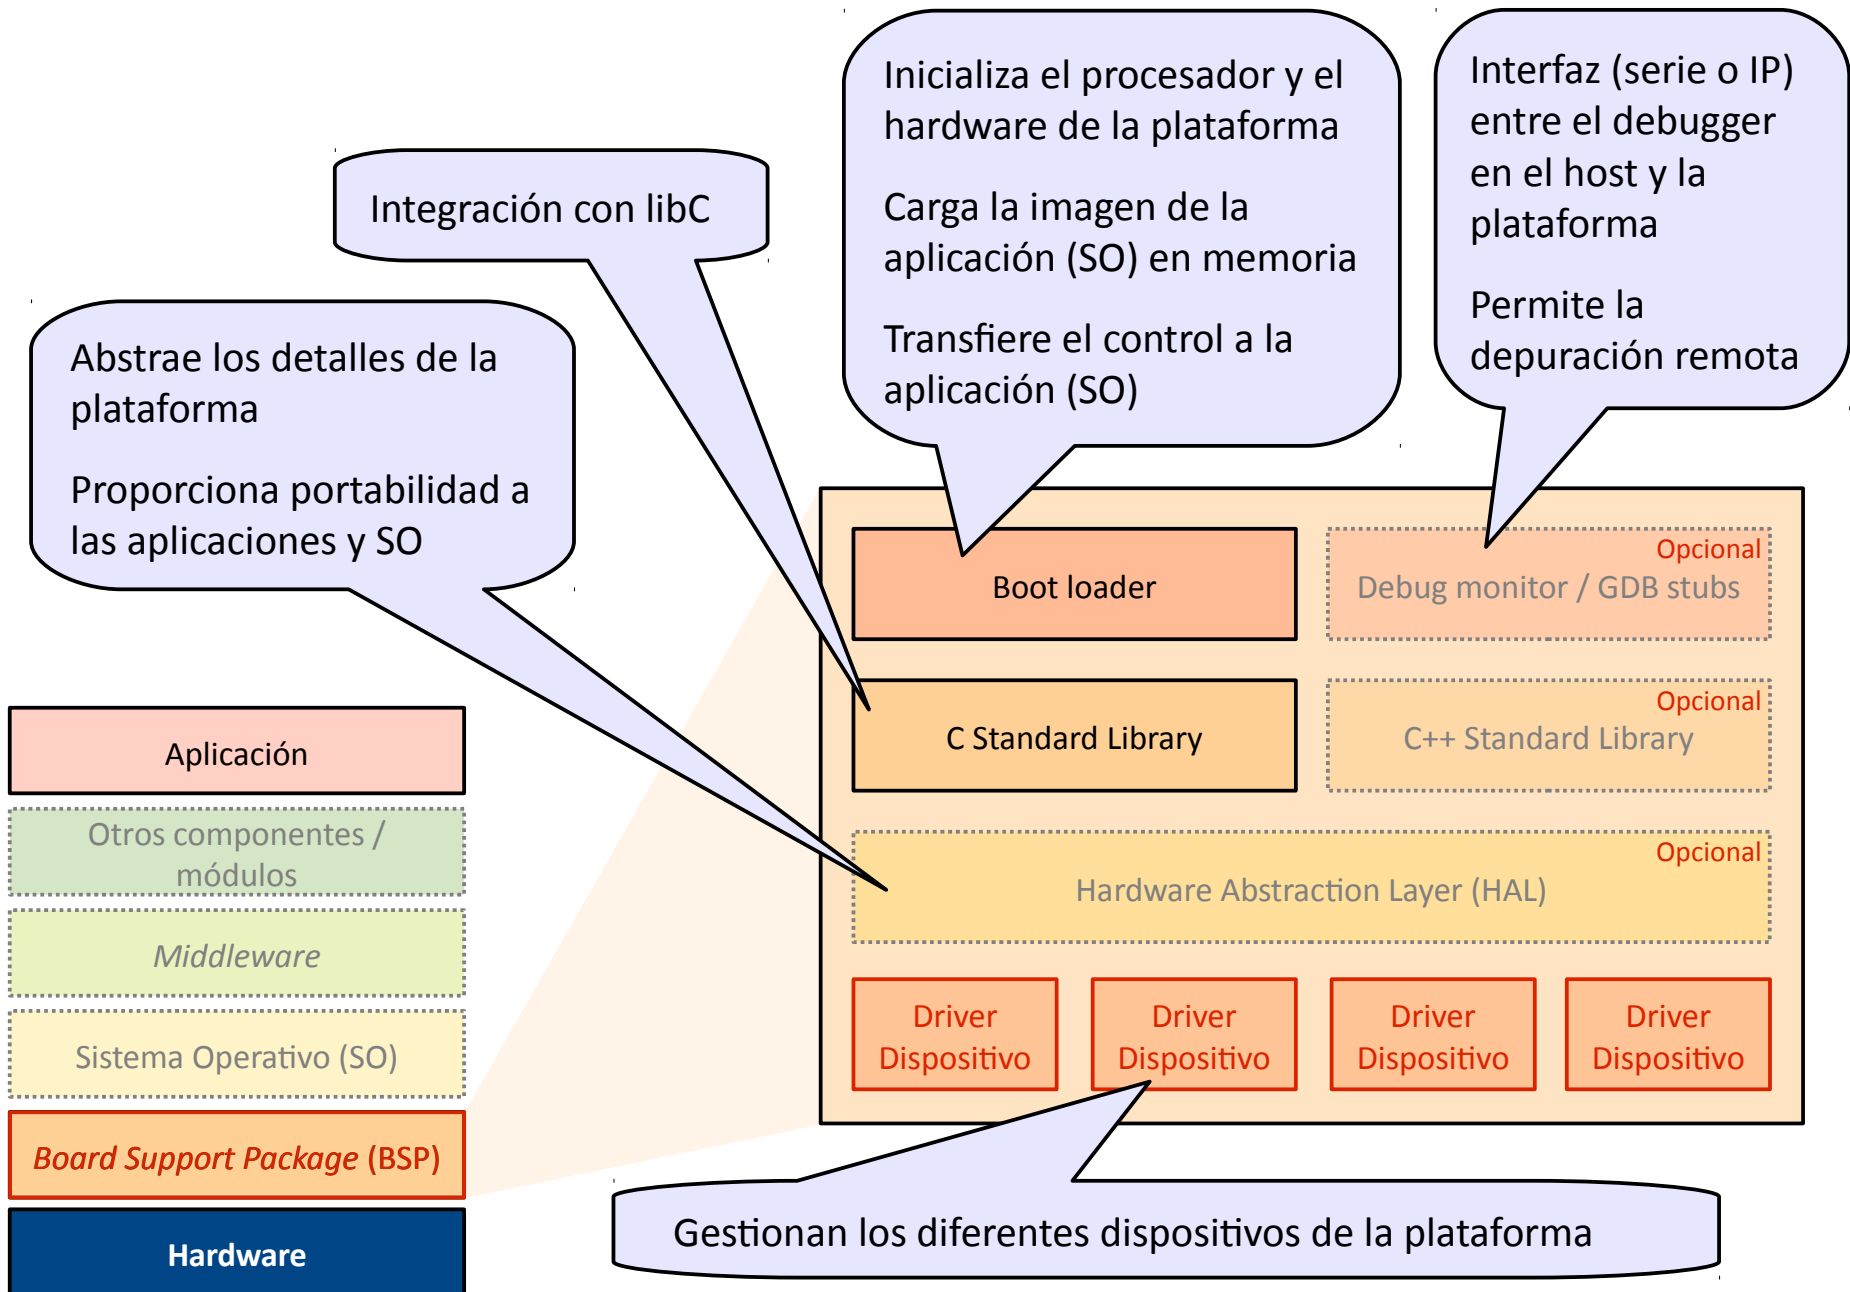 Inicializa el procesador y el
hardware de la plataforma
Carga la imagen de la
aplicación (SO) en memoria
Transfiere el control a la
aplicación (SO)
Interfaz (serie o IP)
entre el debugger
en el host y la
plataforma
Permite la
depuración remota
Integración con libC
Abstrae los detalles de la
plataforma
Proporciona portabilidad a
las aplicaciones y SO
Boot loader
Opcional
Debug monitor / GDB stubs
C Standard Library
Opcional
C++ Standard Library
Opcional
Hardware Abstraction Layer (HAL)
Driver
Dispositivo
Driver
Dispositivo
Driver
Dispositivo
Driver
Dispositivo
Aplicación
Otros componentes /
módulos
Middleware
Sistema Operativo (SO)
Board Support Package (BSP)
Hardware
Gestionan los diferentes dispositivos de la plataforma